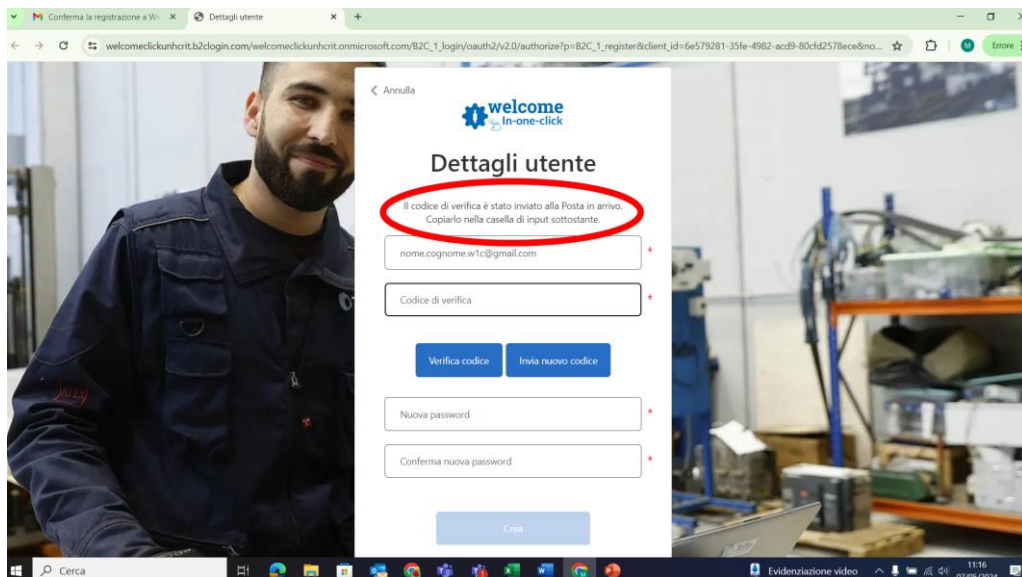 Conferma la registrazione a W
Dettagli utente
welcomeclickunhcrit.b2clogin.com/welcomeclickunhcrit.onmicrosoft.com/B2C_1_login/oauth2/v2.0/authorize?p=B2C_1_register&client_id=6e579281-35fe-4982-acd9-80cfd2578ece&no...
M
Errore
Annulla
welcome
In-one-click
Dettagli utente
Il codice di verifica è stato inviato alla Posta in arrivo.
Copiarlo nella casella di input sottostante.
nome.cognome.w1c@gmail.com
*
Codice di verifica
*
Verifica codice
Invia nuovo codice
Nuova password
*
Conferma nuova password
*
Crea
Cerca
Evidenziazione video
11:16
07/05/2024